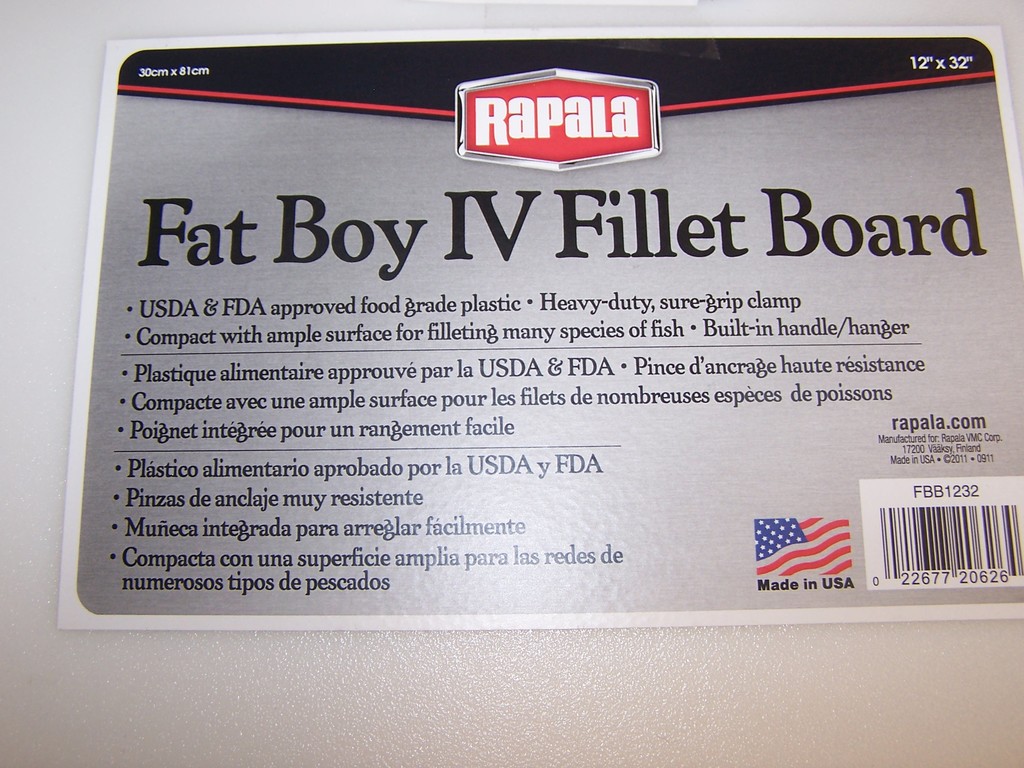 30cm x 81cm
12" x 32"
RAPALA
Fat Boy IV Fillet Board
• USDA & FDA approved food grade plastic • Heavy-duty, sure-grip clamp
• Compact with ample surface for filleting many species of fish • Built-in handle/hanger
• Plastique alimentaire approuvé par la USDA & FDA • Pince d'ancrage haute résistance
• Compacte avec une ample surface pour les filets de nombreuses espèces de poissons
• Poignet intégrée pour un rangement facile
• Plástico alimentario aprobado por la USDA y FDA
• Pinzas de anclaje muy resistente
• Muñeca integrada para arreglar fácilmente
• Compacta con una superficie amplia para las redes de
numerosos tipos de pescados
rapala.com
Manufactured for: Rapala VMC Corp.
17200 Vääksy, Finland
Made in USA • ©2011 • 0911
Made in USA
FBB1232
0 22677 20626